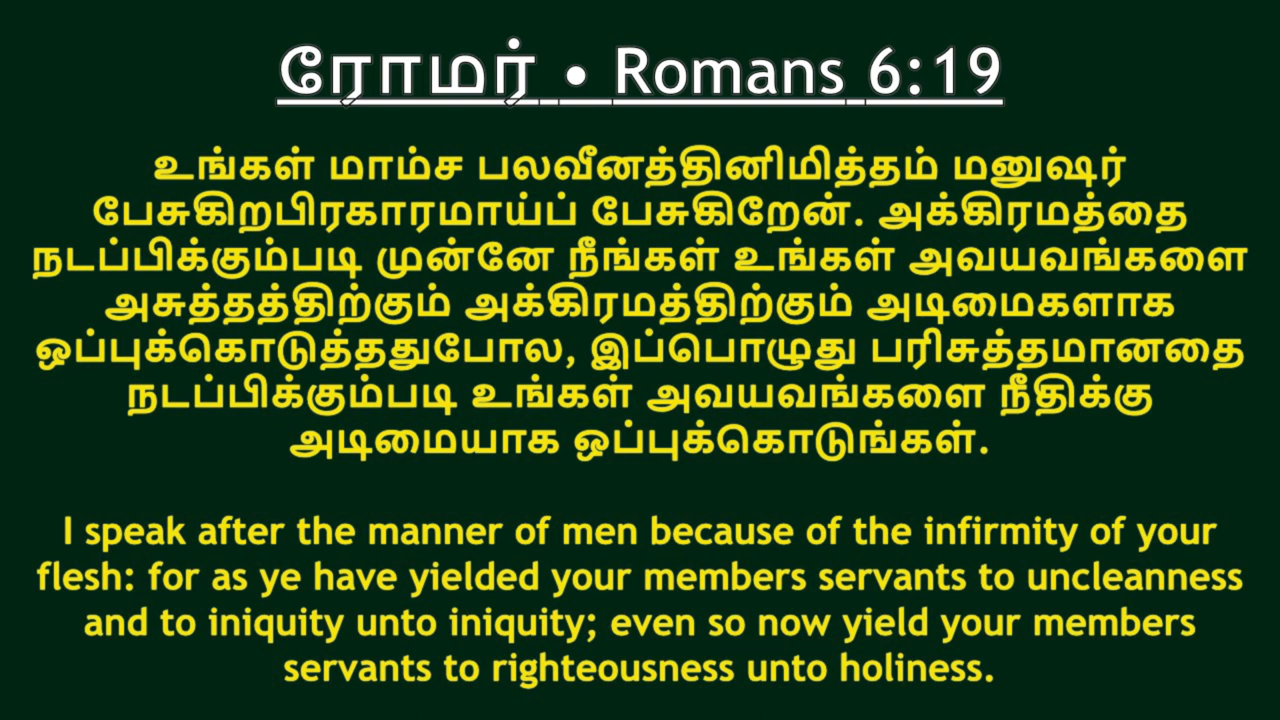 ரோமர் • Romans 6:19
உங்கள் மாம்ச பலவீனத்தினிமித்தம் மனுஷர்
பேசுகிறபிரகாரமாய்ப் பேசுகிறேன். அக்கிரமத்தை
நடப்பிக்கும்படி முன்னே நீங்கள் உங்கள் அவயவங்களை
அசுத்தத்திற்கும் அக்கிரமத்திற்கும் அடிமைகளாக
ஒப்புக்கொடுத்ததுபோல, இப்பொழுது பரிசுத்தமானதை
நடப்பிக்கும்படி உங்கள் அவயவங்களை நீதிக்கு
அடிமையாக ஒப்புக்கொடுங்கள்.
I speak after the manner of men because of the infirmity of your
flesh: for as ye have yielded your members servants to uncleanness
and to iniquity unto iniquity; even so now yield your members
servants to righteousness unto holiness.